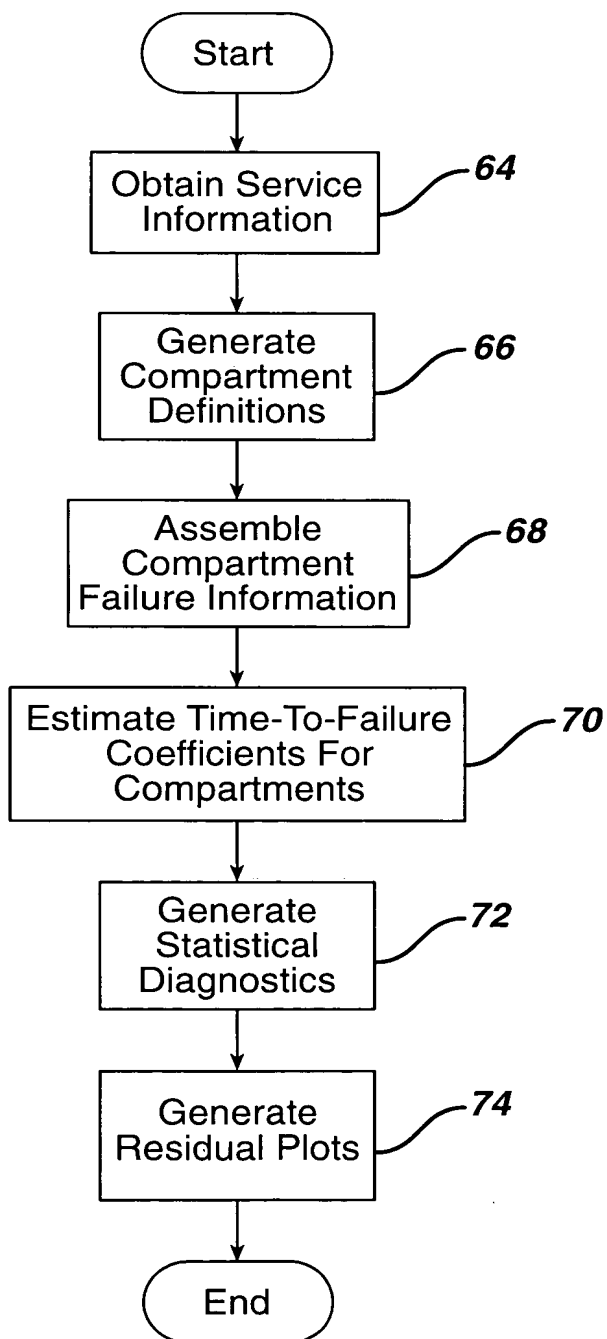 Start
Obtain Service
Information
64
Generate
Compartment
Definitions
66
Assemble
Compartment
Failure Information
68
Estimate Time-To-Failure
Coefficients For
Compartments
70
Generate
Statistical
Diagnostics
72
Generate
Residual Plots
74
End